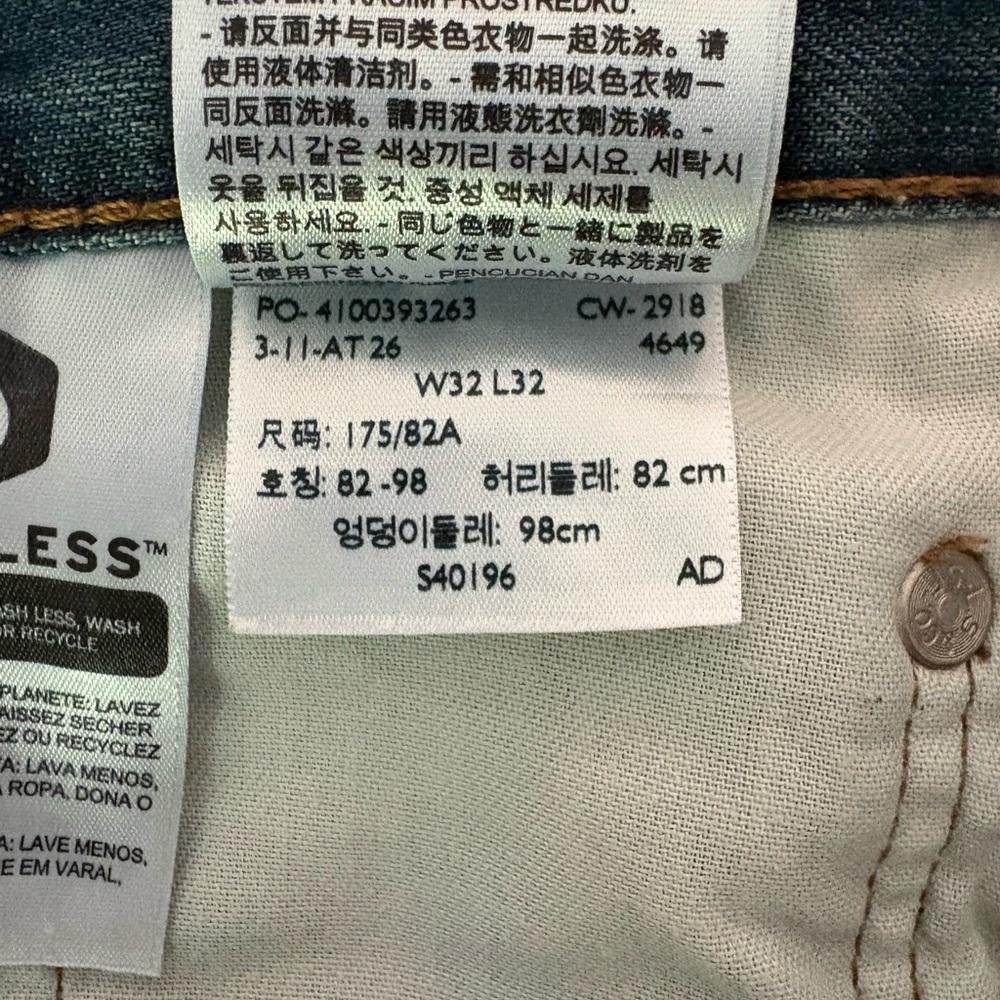 - 请反面并与同类色衣物一起洗涤。请
使用液体清洁剂。- 需和相似色衣物一
同反面洗滌。請用液態洗衣劑洗滌。-
세탁시 같은 색상끼리 하십시요. 세탁시
옷을 뒤집을 것. 중성 액체 세제를
사용하세요. - 同じ色物と一緒に製品を
裏返して洗ってください。液体洗剤を
ご使用下さい。- PENCUCIAN DAN
PO- 4100393263 CW- 2918
3-11-AT 26 4649
W32 L32
尺码: 175/82A
호칭: 82 -98 허리둘레: 82 cm
엉덩이둘레: 98cm
S40196 AD
LESS™
ASH LESS, WASH
OR RECYCLE
PLANETE: LAVEZ
AISSEZ SECHER
EZ OU RECYCLEZ
A: LAVA MENOS,
A ROPA, DONA O
A: LAVE MENOS,
E EM VARAL,